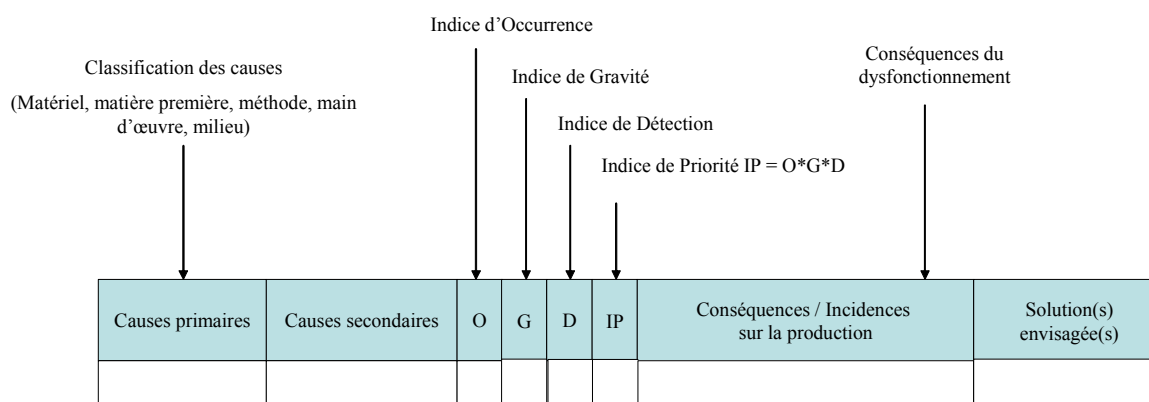 Indice d'Occurrence
Classification des causes
(Matériel, matière première, méthode, main
d'œuvre, milieu)
Indice de Gravité
Conséquences du
dysfonctionnement
Indice de Détection
Indice de Priorité IP = O*G*D
Causes primaires
Causes secondaires
O
G
D
IP
Conséquences / Incidences
sur la production
Solution(s)
envisagée(s)